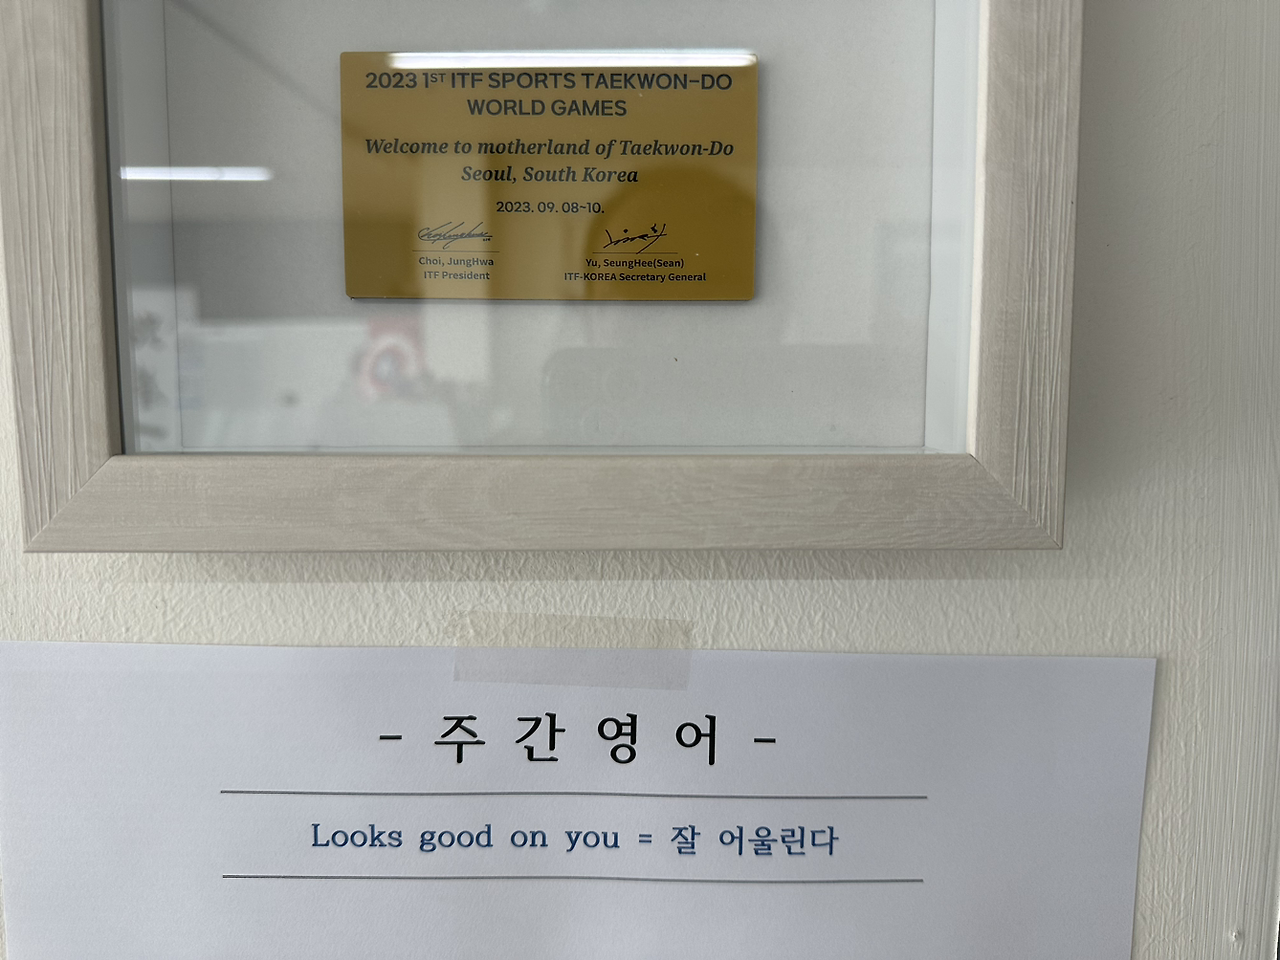 2023 1ST ITF SPORTS TAEKWON-DO
WORLD GAMES
Welcome to motherland of Taekwon-Do
Seoul, South Korea
2023. 09. 08~10.
Choi, JungHwa
ITF President
Yu, SeungHee(Sean)
ITF-KOREA Secretary General
- 주 간 영 어 -
Looks good on you = 잘 어울린다